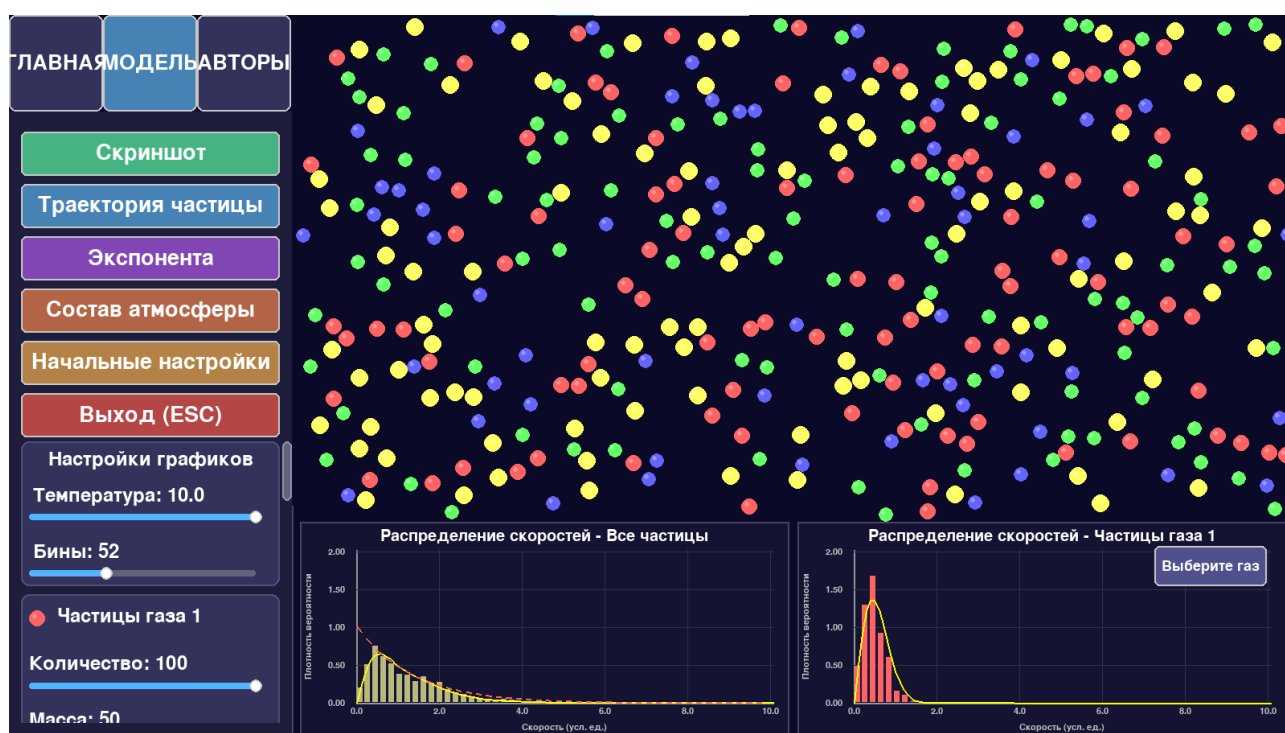 ГЛАВНАЯ
МОДЕЛЬ
АВТОРЫ
Скриншот
Траектория частицы
Экспонента
Состав атмосферы
Начальные настройки
Выход (ESC)
Настройки графиков
Температура: 10.0
Бины: 52
Частицы газа 1
Количество: 100
Масса: 50
Распределение скоростей - Все частицы
Плотность вероятности
2.00
1.50
1.00
0.50
0.00
0.0 2.0 4.0 6.0 8.0 10.0
Скорость (усл. ед.)
Распределение скоростей - Частицы газа 1
Выберите газ
Плотность вероятности
2.00
1.50
1.00
0.50
0.00
0.0 2.0 4.0 6.0 8.0 10.0
Скорость (усл. ед.)